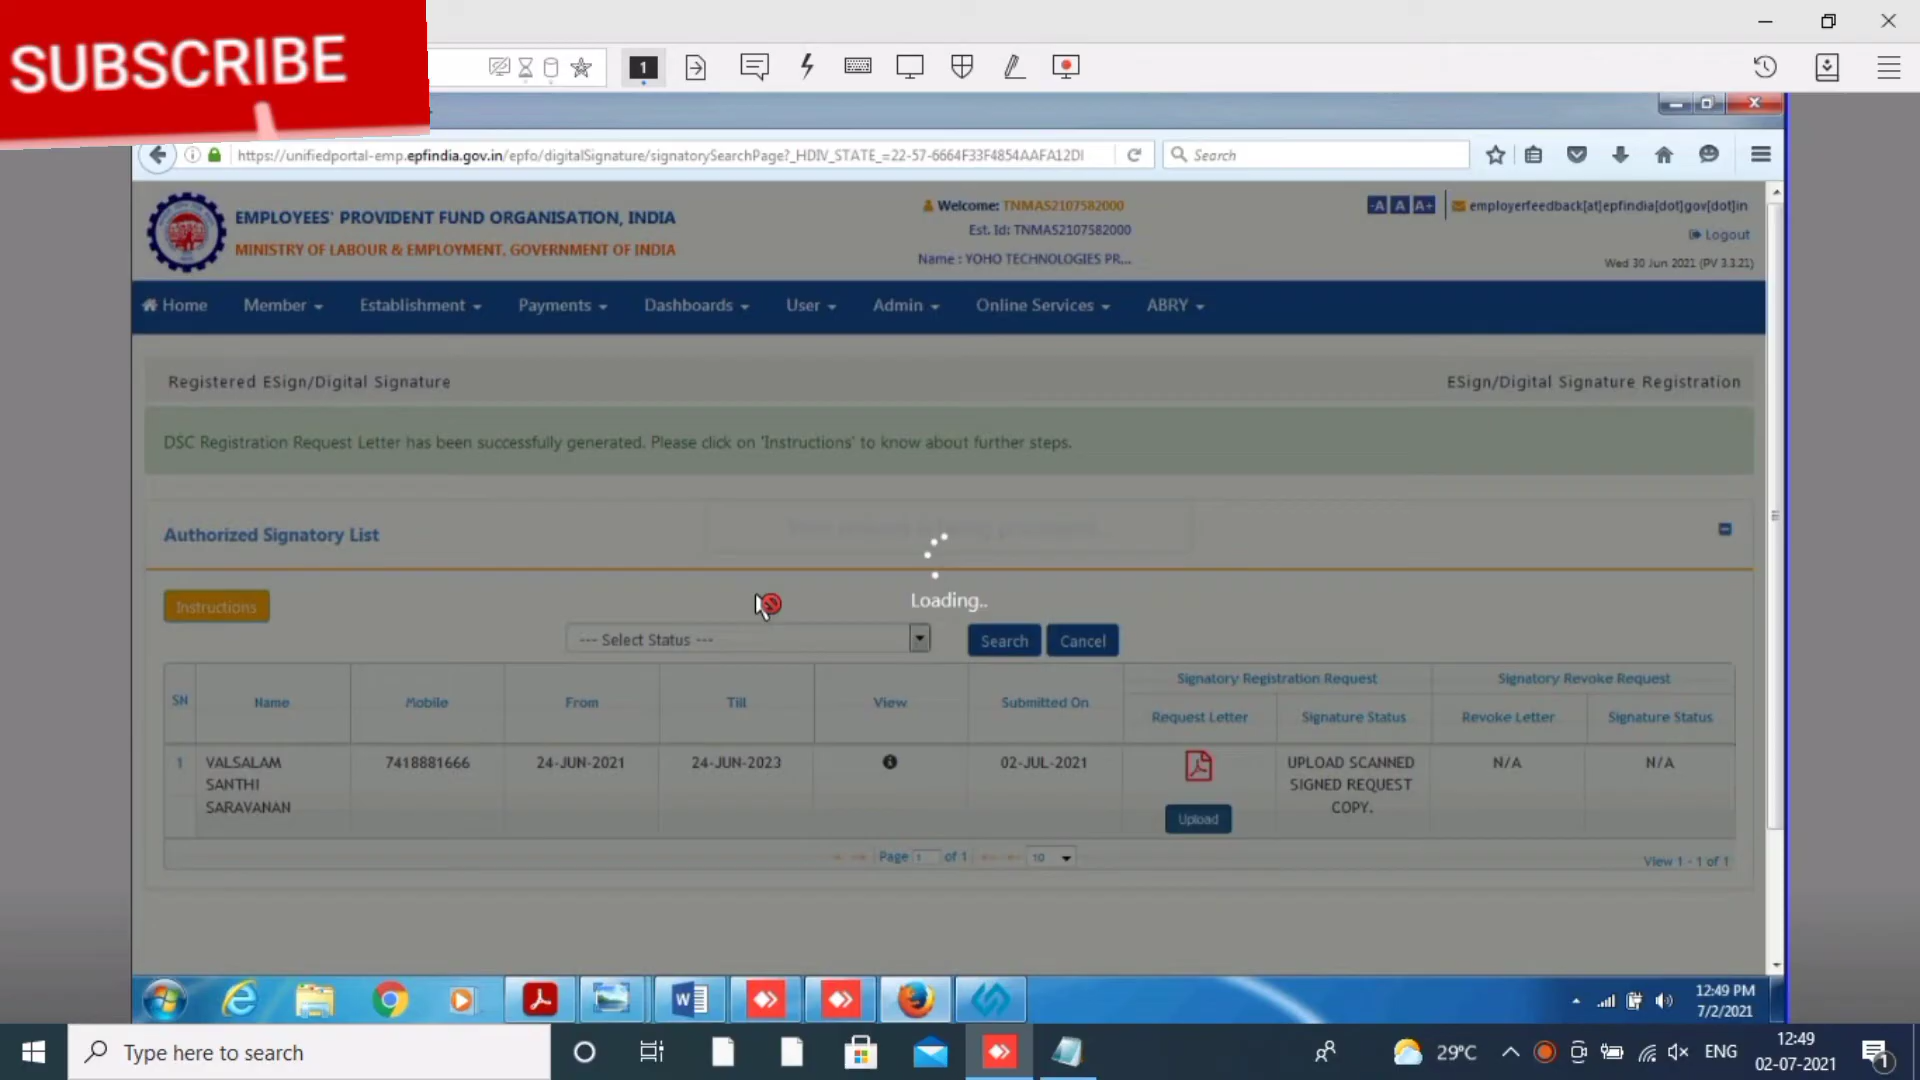 SUBSCRIBE
1
https://unifiedportal-emp.epfindia.gov.in/epfo/digitalSignature/signatorySearchPage?_HDIV_STATE_=22-57-6664F33F4854AAFA12DI
Search
EMPLOYEES' PROVIDENT FUND ORGANISATION, INDIA
MINISTRY OF LABOUR & EMPLOYMENT, GOVERNMENT OF INDIA
Welcome: TNMAS2107582000
Est. Id: TNMAS2107582000
Name : YOHO TECHNOLOGIES PR...
-A A A+
employerfeedback[at]epfindia[dot]gov[dot]in
Logout
Wed 30 Jun 2021 (PV 3.3.21)
Home Member Establishment Payments Dashboards User Admin Online Services ABRY
Registered ESign/Digital Signature
ESign/Digital Signature Registration
DSC Registration Request Letter has been successfully generated. Please click on 'Instructions' to know about further steps.
Authorized Signatory List
Loading..
Instructions
--- Select Status ---
Search Cancel
SN Name Mobile From Till View Submitted On
Signatory Registration Request Signatory Revoke Request
Request Letter Signature Status Revoke Letter Signature Status
1 VALSALAM SANTHI SARAVANAN 7418881666 24-JUN-2021 24-JUN-2023 02-JUL-2021
Upload
UPLOAD SCANNED SIGNED REQUEST COPY.
N/A N/A
Page 1 of 1 10
View 1 - 1 of 1
12:49 PM
7/2/2021
Type here to search
29°C
ENG
12:49
02-07-2021
1